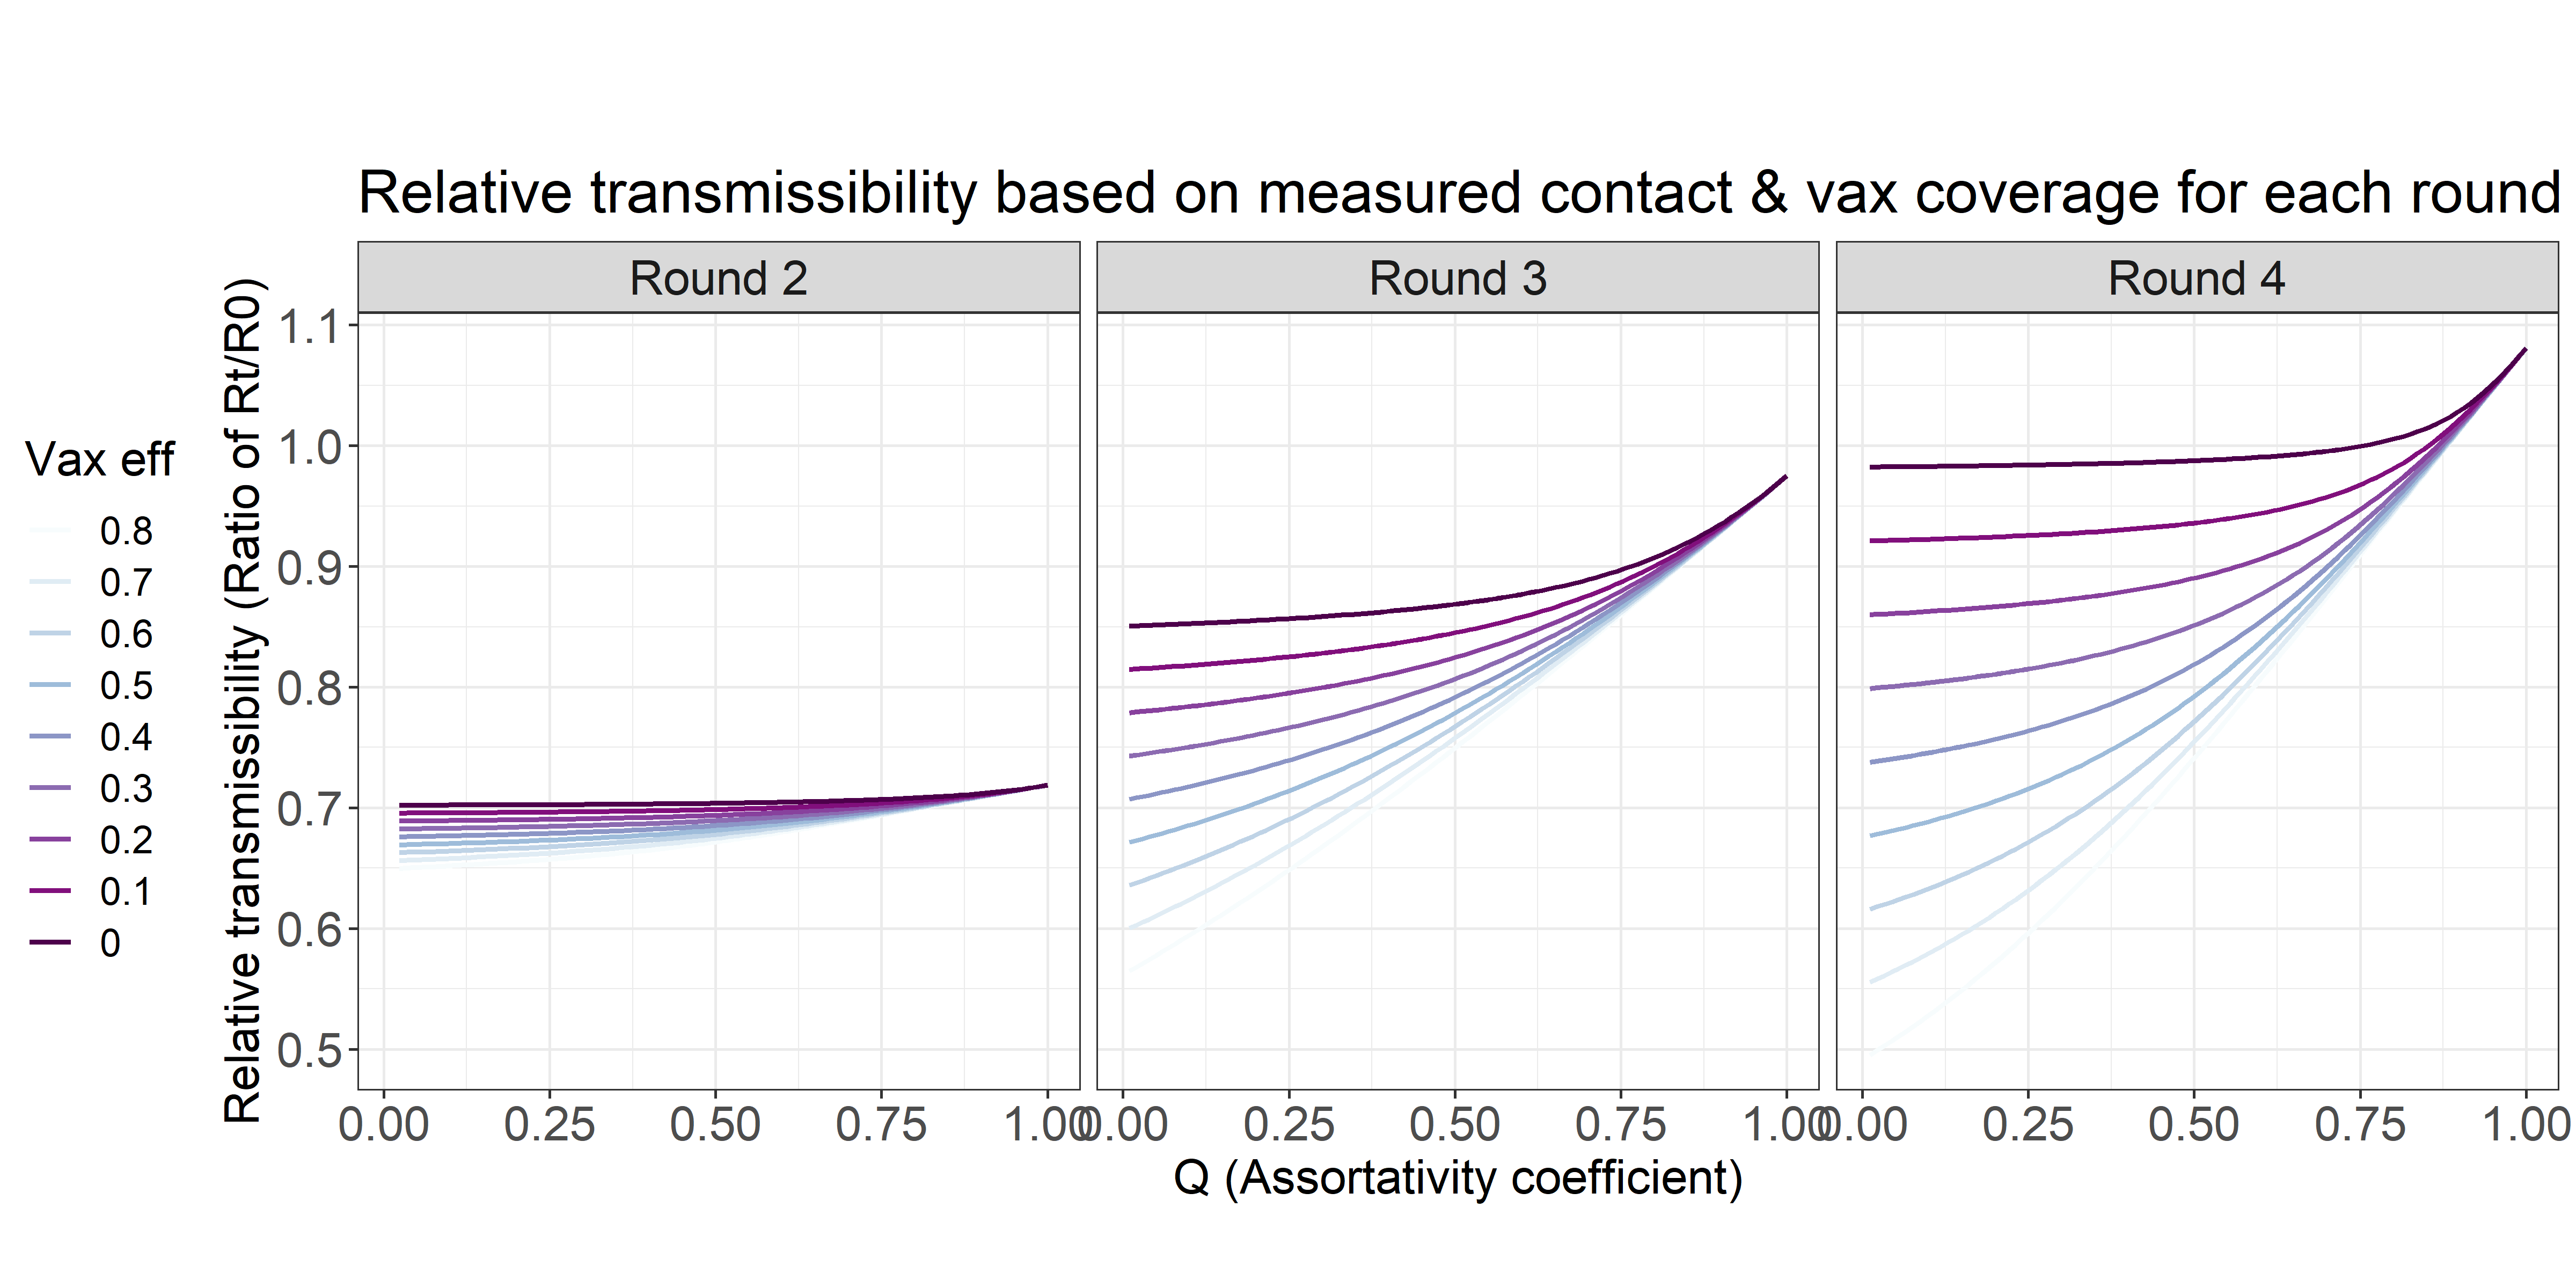 Relative transmissibility based on measured contact & vax coverage for each round
Round 2
Round 3
Round 4
Relative transmissibility (Ratio of Rt/R0)
1.1
1.0
0.9
0.8
0.7
0.6
0.5
Vax eff
0.8
0.7
0.6
0.5
0.4
0.3
0.2
0.1
0
0.00 0.25 0.50 0.75 1.00
0.00 0.25 0.50 0.75 1.00
0.00 0.25 0.50 0.75 1.00
Q (Assortativity coefficient)